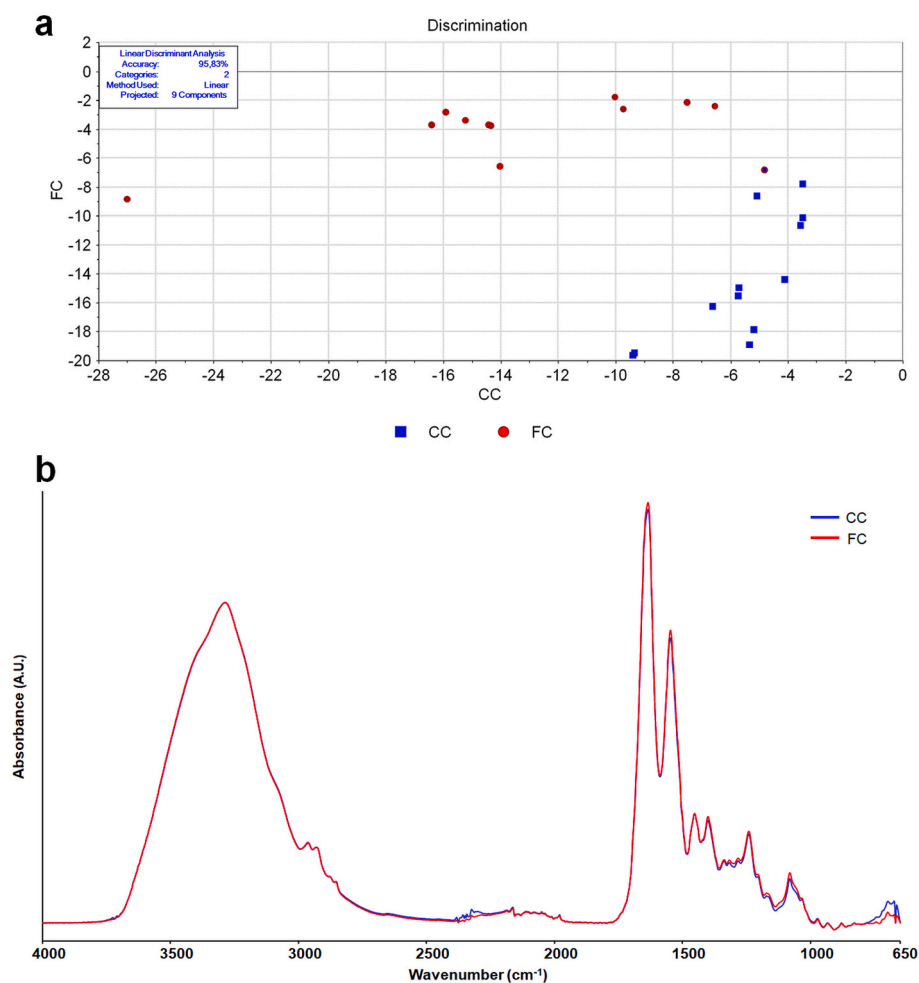 a
Discrimination
Linear Discriminant Analysis
Accuracy: 95,83%
Categories: 2
Method Used: Linear
Projected: 9 Components
2
0
-2
-4
-6
-8
-10
-12
-14
-16
-18
-20
FC
-28 -26 -24 -22 -20 -18 -16 -14 -12 -10 -8 -6 -4 -2 0
CC
CC FC
b
CC
FC
Absorbance (A.U.)
4000 3500 3000 2500 2000 1500 1000 650
Wavenumber (cm-1)